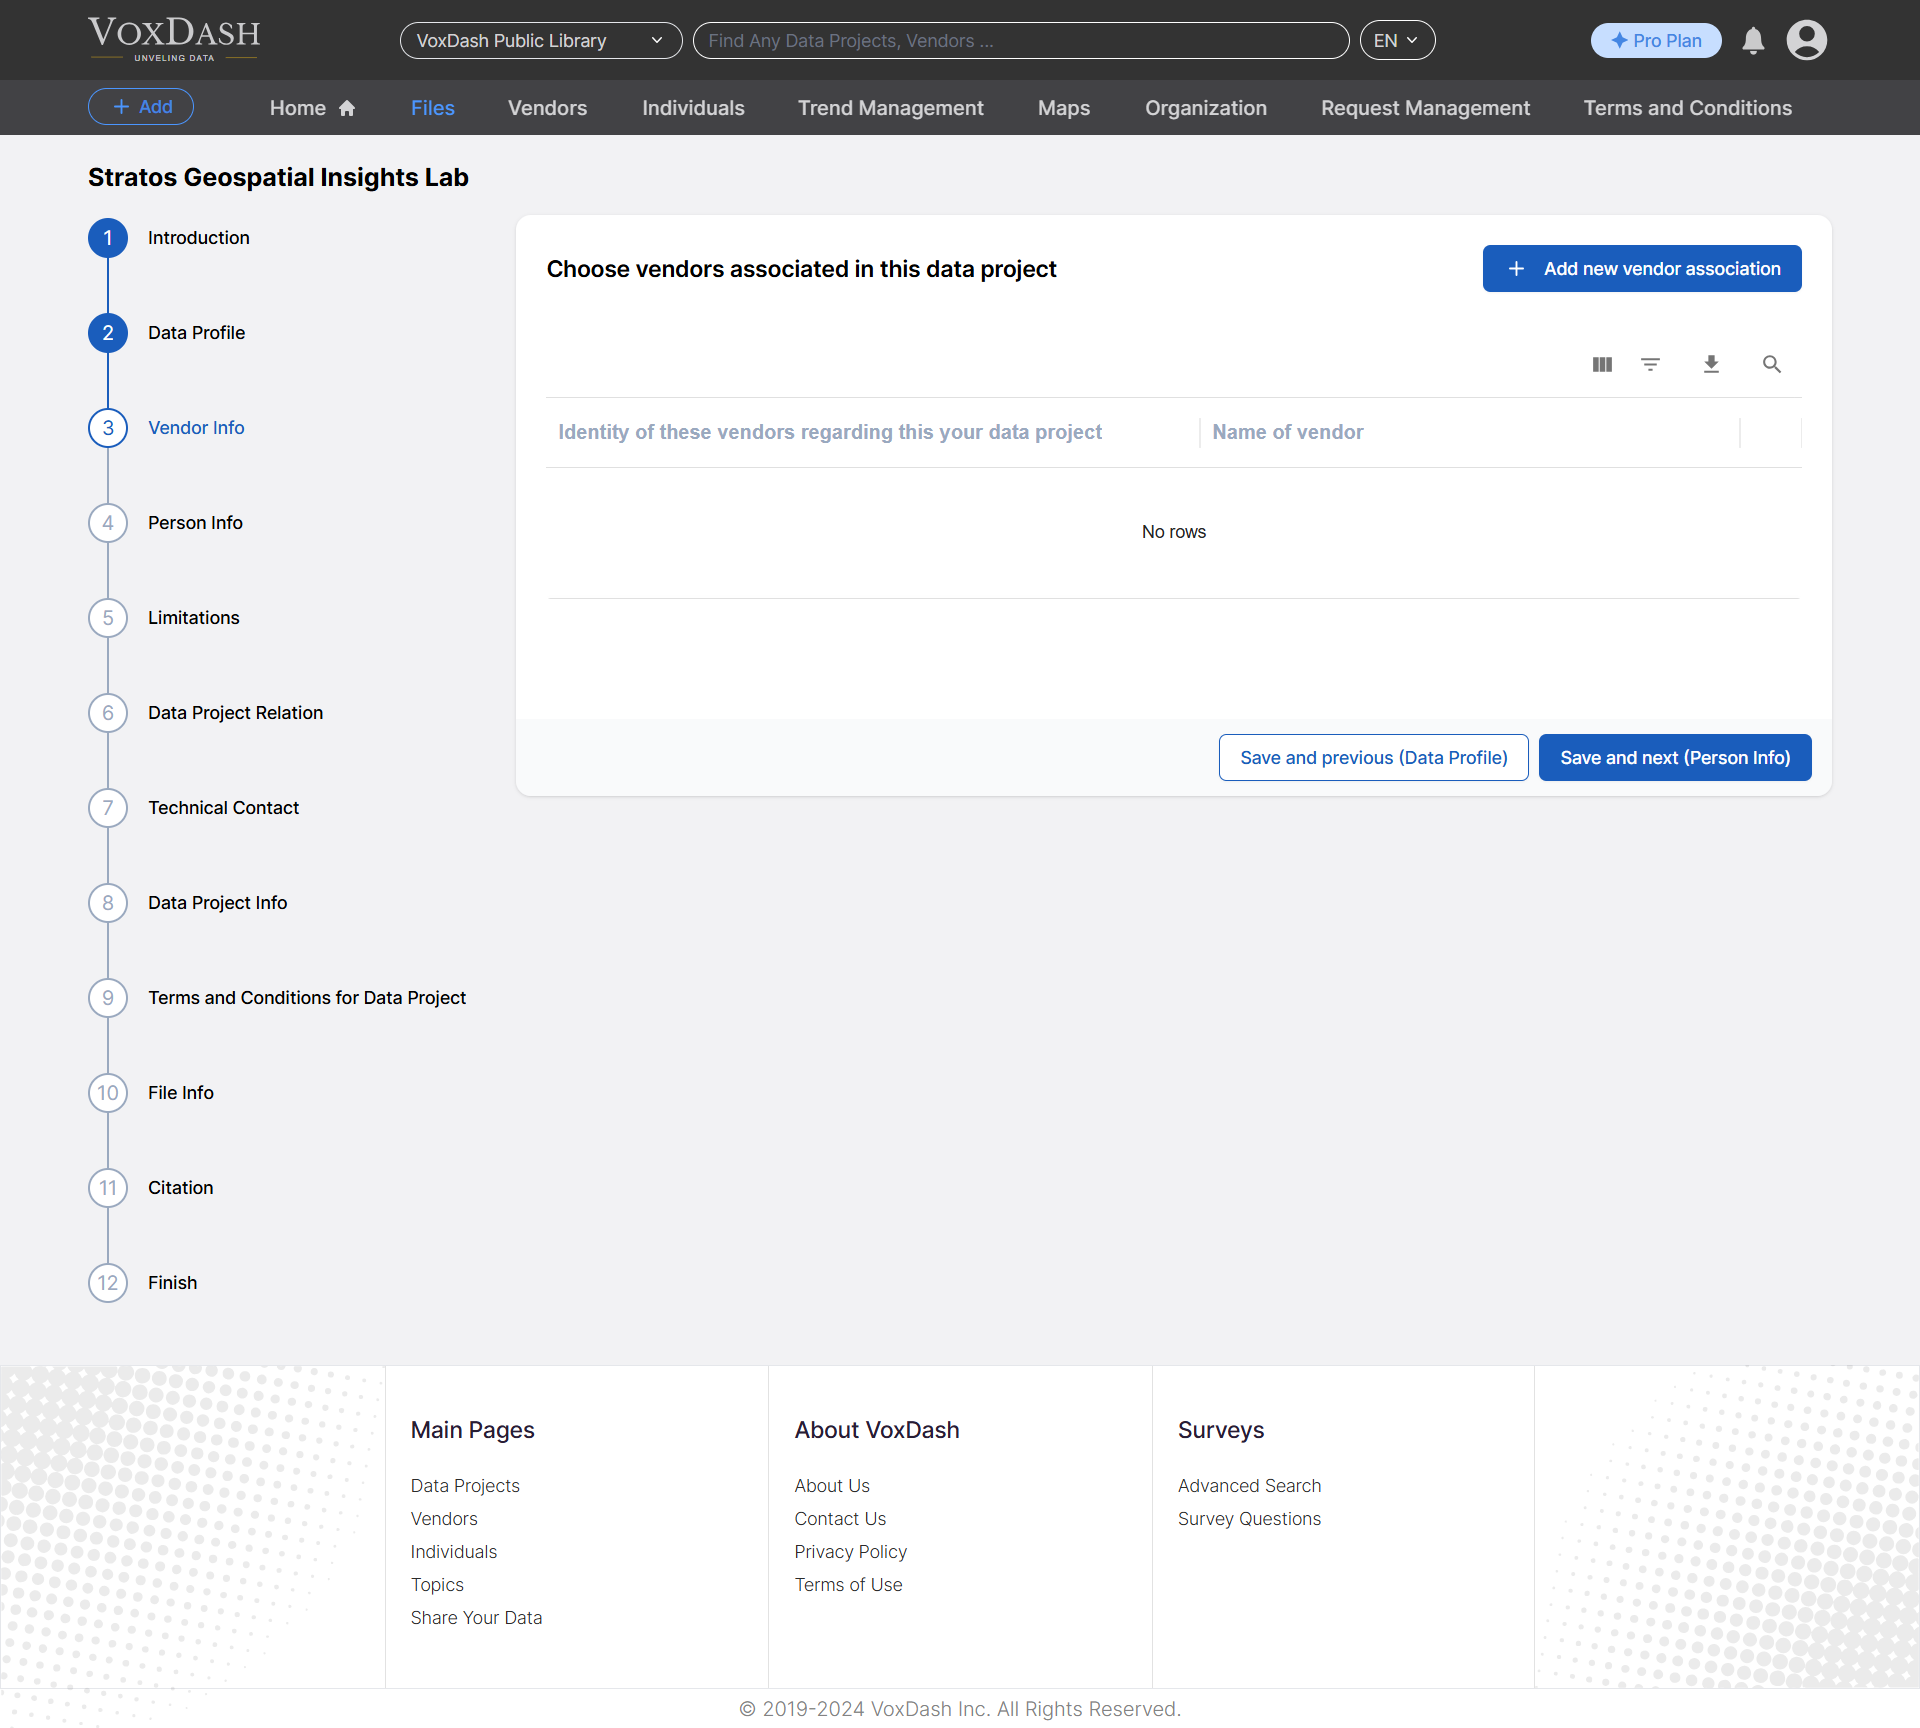 VOXDASH
UNVELING DATA
VoxDash Public Library
Find Any Data Projects, Vendors ...
EN
Pro Plan
Add
Home
Files
Vendors
Individuals
Trend Management
Maps
Organization
Request Management
Terms and Conditions
Stratos Geospatial Insights Lab
1 Introduction
2 Data Profile
3 Vendor Info
4 Person Info
5 Limitations
6 Data Project Relation
7 Technical Contact
8 Data Project Info
9 Terms and Conditions for Data Project
10 File Info
11 Citation
12 Finish
Choose vendors associated in this data project
Add new vendor association
Identity of these vendors regarding this your data project
Name of vendor
No rows
Save and previous (Data Profile)
Save and next (Person Info)
Main Pages
Data Projects
Vendors
Individuals
Topics
Share Your Data
About VoxDash
About Us
Contact Us
Privacy Policy
Terms of Use
Surveys
Advanced Search
Survey Questions
© 2019-2024 VoxDash Inc. All Rights Reserved.